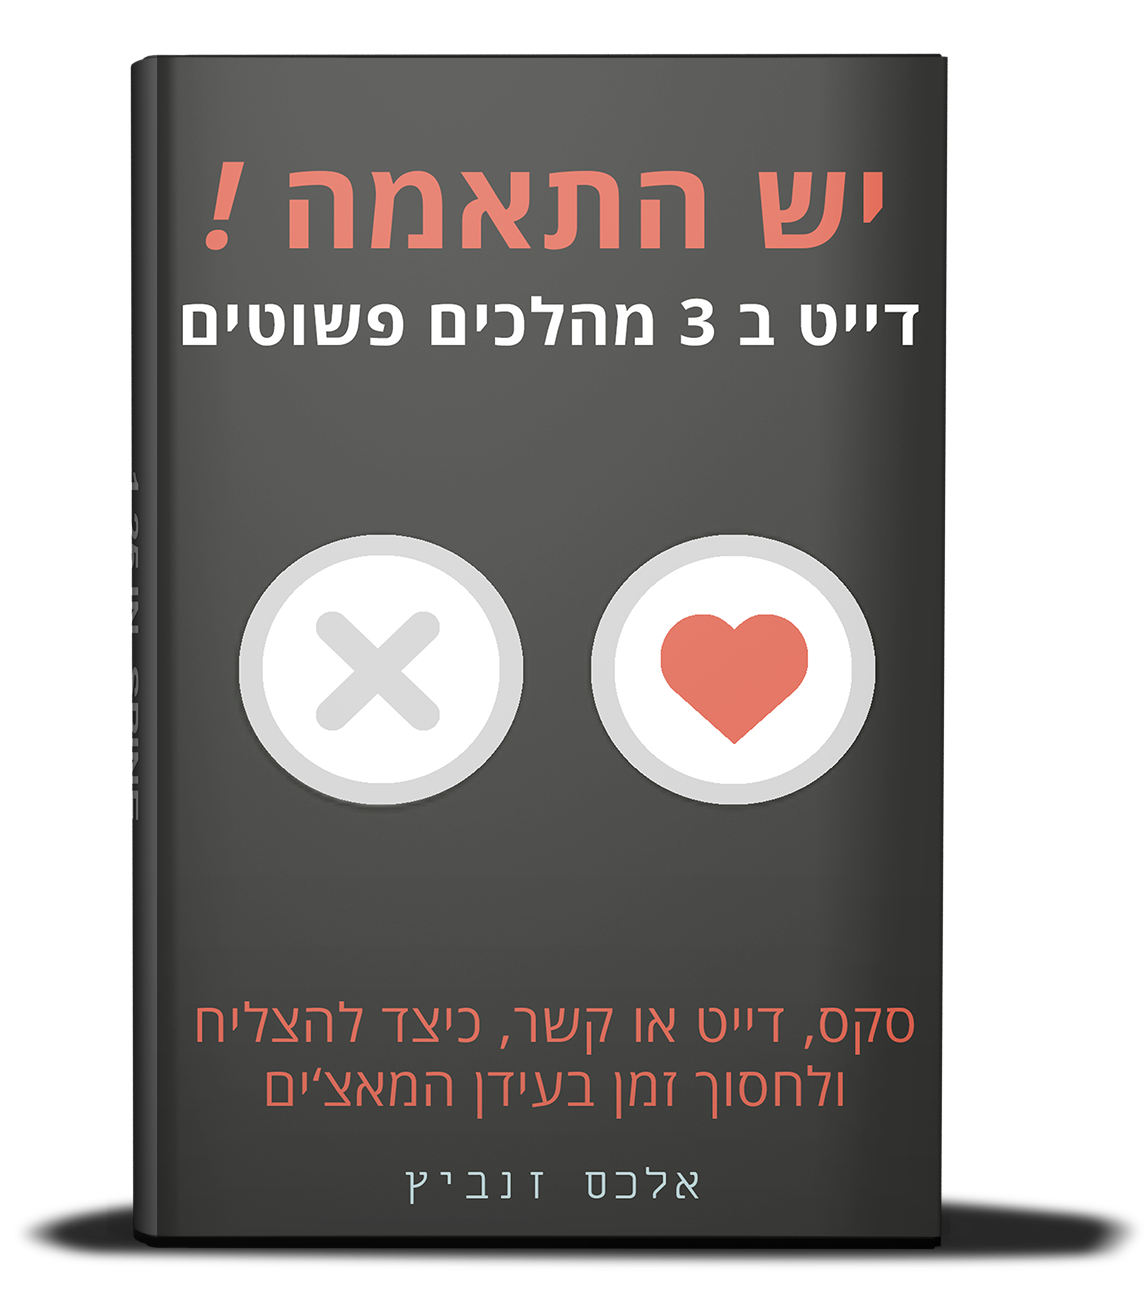 יש התאמה !
דייט ב 3 מהלכים פשוטים
סקס, דייט או קשר, כיצד להצליח
ולחסוך זמן בעידן המאצ'ים
אלכס זנביץ